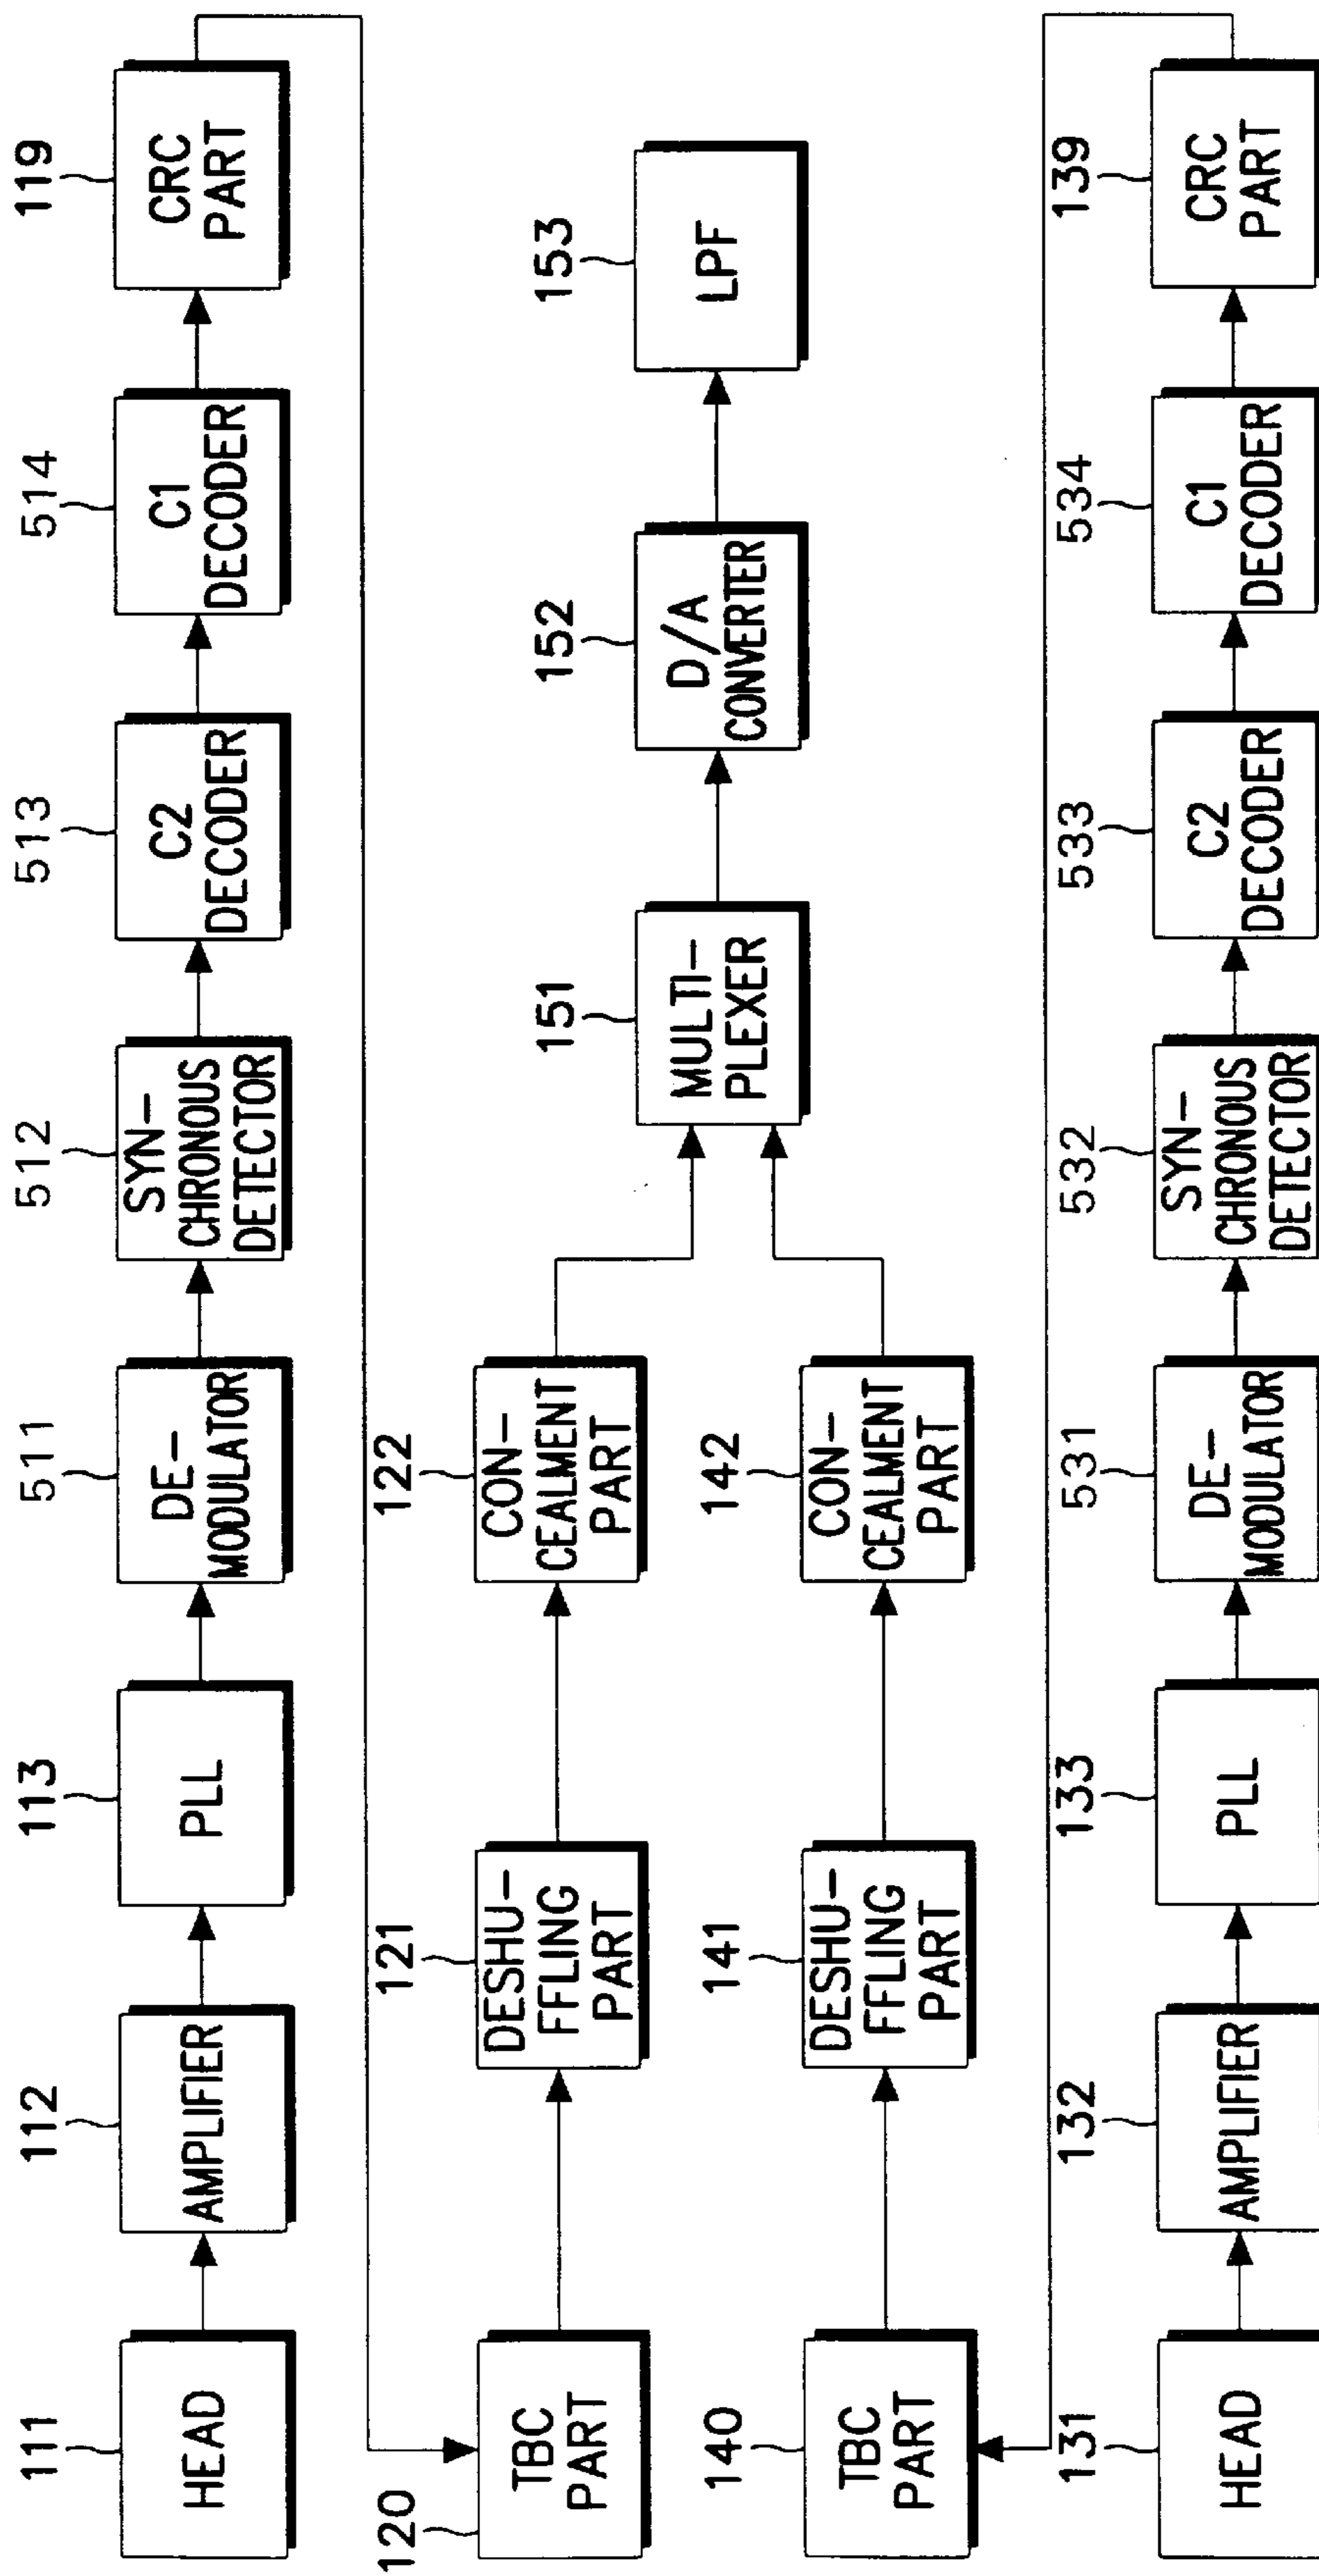 111
HEAD
112
AMPLIFIER
113
PLL
511
DE-
MODULATOR
512
SYN-
CHRONOUS
DETECTOR
513
C2
DECODER
514
C1
DECODER
119
CRC
PART
120
TBC
PART
121
DESHU-
FFLING
PART
122
CON-
CEALMENT
PART
151
MULTI-
PLEXER
152
D/A
CONVERTER
153
LPF
140
TBC
PART
141
DESHU-
FFLING
PART
142
CON-
CEALMENT
PART
131
HEAD
132
AMPLIFIER
133
PLL
531
DE-
MODULATOR
532
SYN-
CHRONOUS
DETECTOR
533
C2
DECODER
534
C1
DECODER
139
CRC
PART